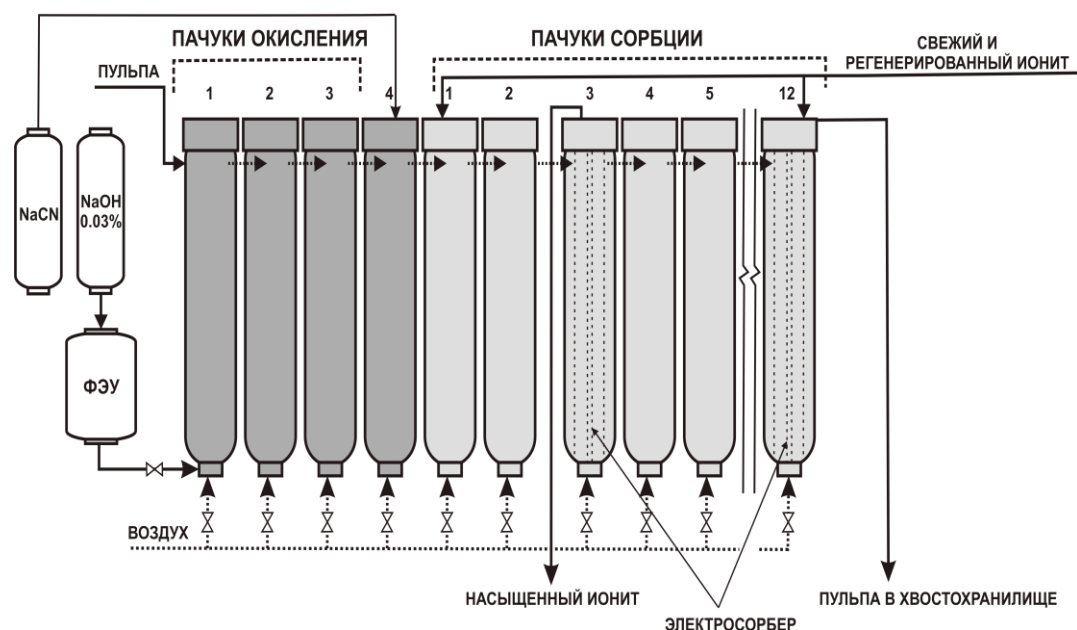 ПАЧУКИ ОКИСЛЕНИЯ
ПАЧУКИ СОРБЦИИ
СВЕЖИЙ И
РЕГЕНЕРИРОВАННЫЙ ИОНИТ
ПУЛЬПА
1 2 3 4 1 2 3 4 5 12
NaCN
NaOH
0.03%
ФЭУ
ВОЗДУХ
НАСЫЩЕННЫЙ ИОНИТ
ПУЛЬПА В ХВОСТОХРАНИЛИЩЕ
ЭЛЕКТРОСОРБЕР